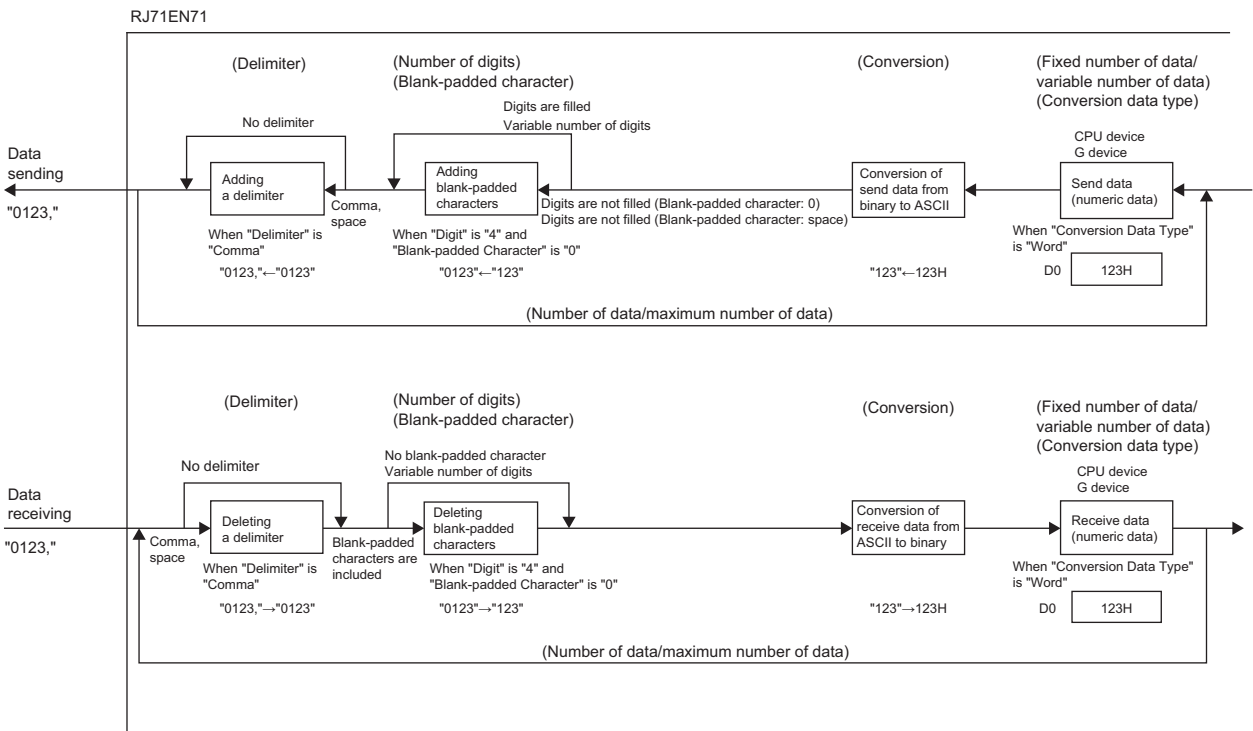 RJ71EN71
(Delimiter)
(Number of digits)
(Blank-padded character)
(Conversion)
(Fixed number of data/
variable number of data)
(Conversion data type)
Digits are filled
Variable number of digits
No delimiter
CPU device
G device
Data
sending
"0123,"
Adding
a delimiter
Comma,
space
Adding
blank-padded
characters
Digits are not filled (Blank-padded character: 0)
Digits are not filled (Blank-padded character: space)
Conversion of
send data from
binary to ASCII
Send data
(numeric data)
When "Delimiter" is
"Comma"
When "Digit" is "4" and
"Blank-padded Character" is "0"
When "Conversion Data Type"
is "Word"
"0123,"←"0123"
"0123"←"123"
"123"←123H
D0
123H
(Number of data/maximum number of data)
(Delimiter)
(Number of digits)
(Blank-padded character)
(Conversion)
(Fixed number of data/
variable number of data)
(Conversion data type)
No delimiter
No blank-padded character
Variable number of digits
CPU device
G device
Data
receiving
"0123,"
Comma,
space
Deleting
a delimiter
Blank-padded
characters are
included
Deleting
blank-padded
characters
Conversion of
receive data from
ASCII to binary
Receive data
(numeric data)
When "Delimiter" is
"Comma"
When "Digit" is "4" and
"Blank-padded Character" is "0"
When "Conversion Data Type"
is "Word"
"0123,"→"0123"
"0123"→"123"
"123"→123H
D0
123H
(Number of data/maximum number of data)